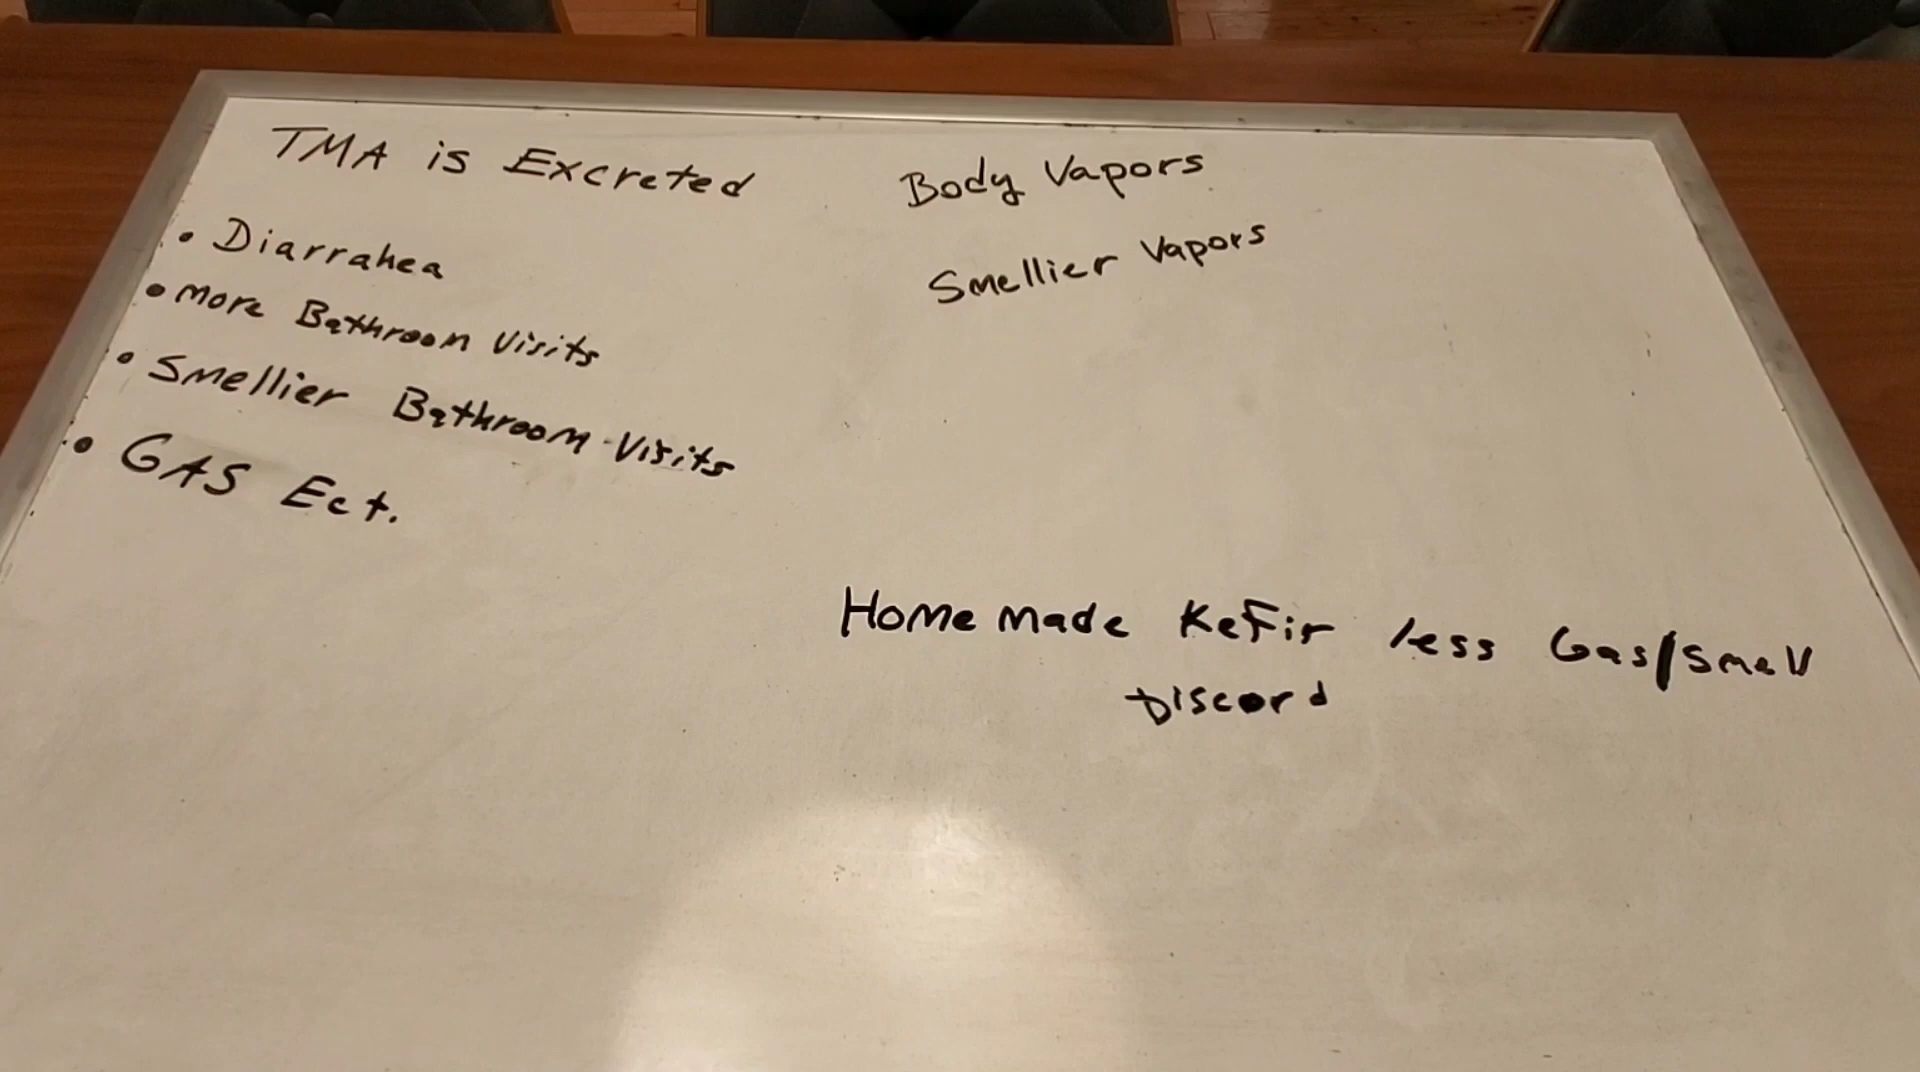 TMA is Excreted
• Diarrahea
• More Bathroom Visits
• Smellier Bathroom Visits
• GAS Ect.
Body Vapors
Smellier Vapors
Home made KeFir less Gas/Smell
Discord